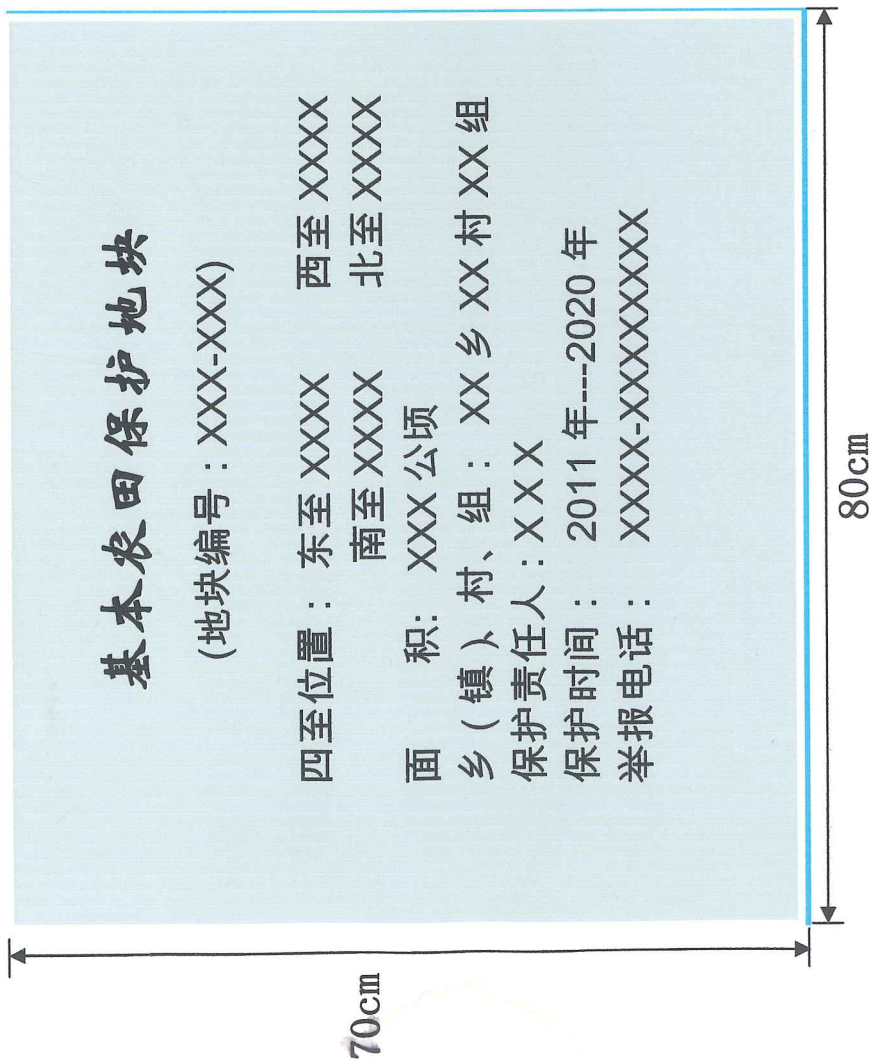 基本农田保护地块
(地块编号：XXX-XXX)
四至位置： 东至 XXXX 西至 XXXX
南至 XXXX 北至 XXXX
面 积: XXX 公顷
乡（镇）、村、组： XX 乡 XX 村 XX 组
保护责任人：X X X
保护时间： 2011 年---2020 年
举报电话： XXXX-XXXXXXXX
70cm
80cm